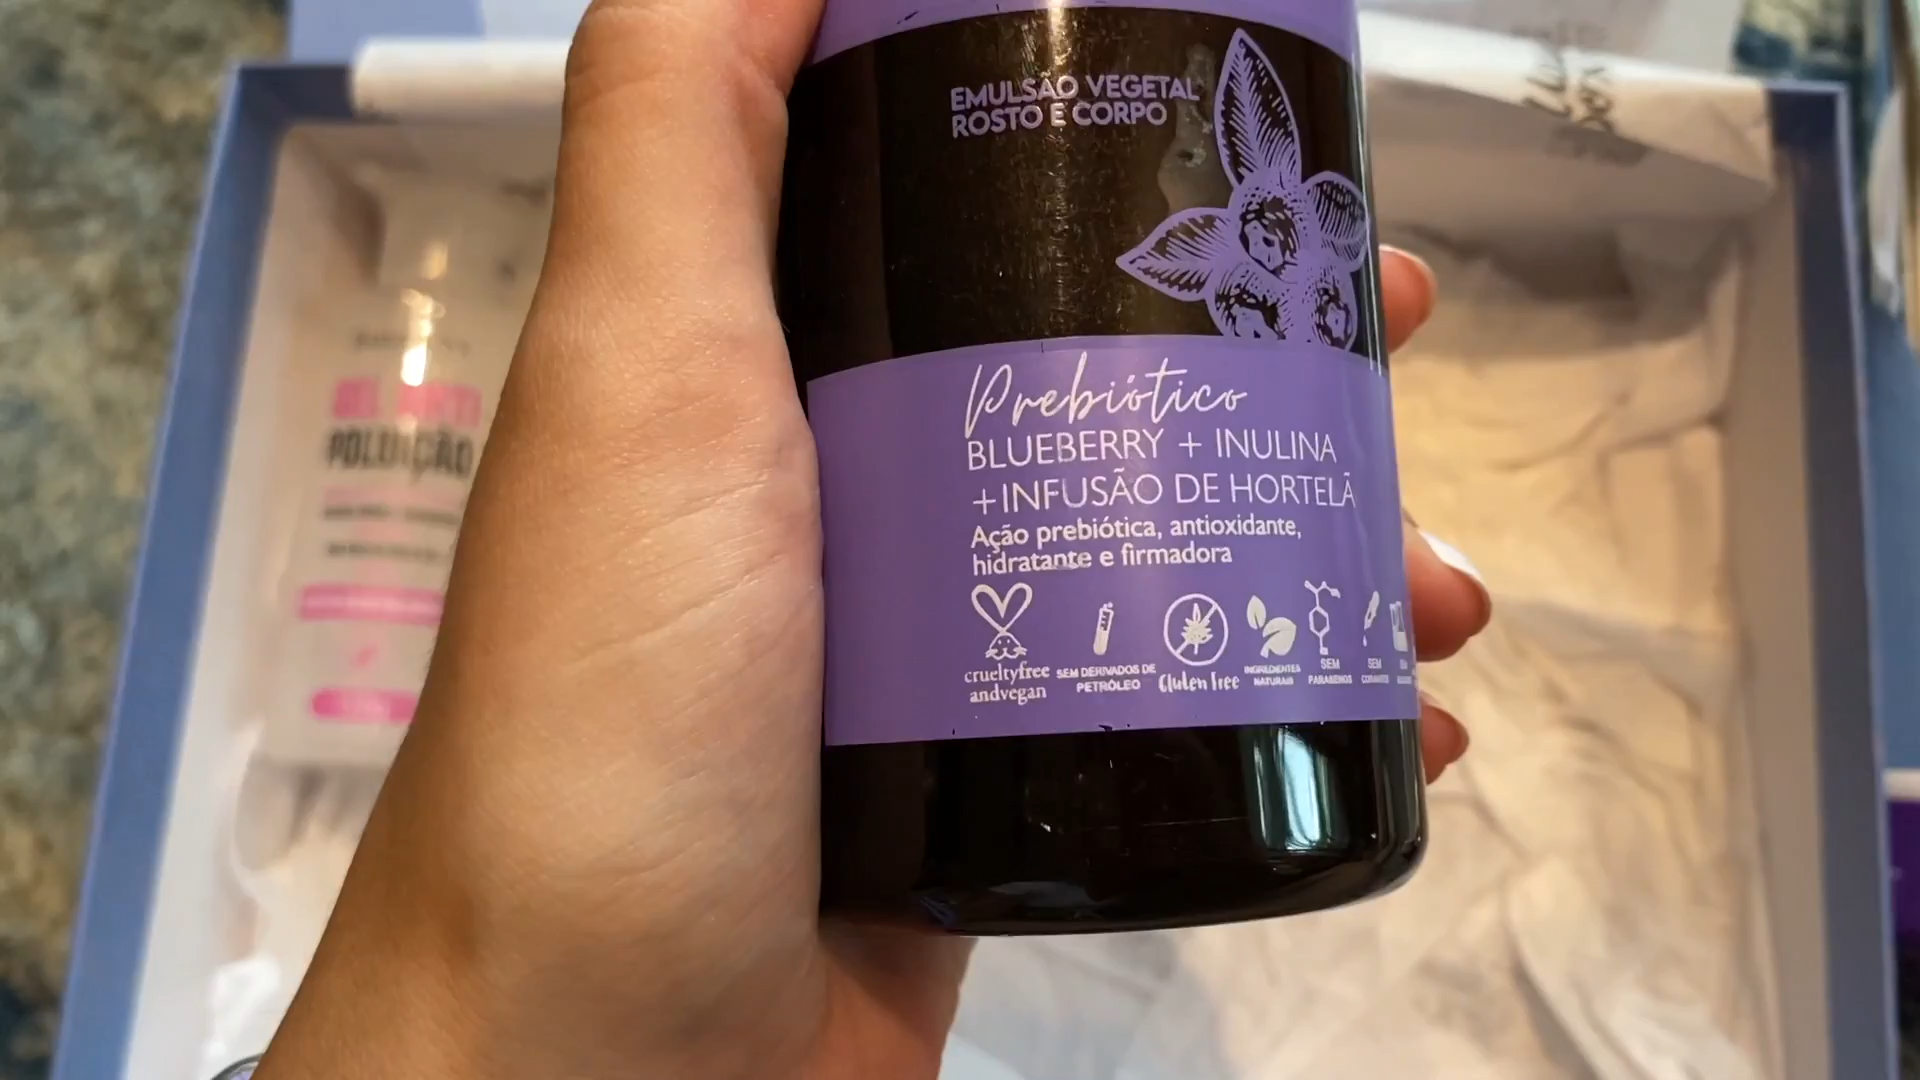 EMULSÃO VEGETAL
ROSTO E CORPO
Prebiótico
BLUEBERRY + INULINA
+INFUSÃO DE HORTELÃ
Ação prebiótica, antioxidante,
hidratante e firmadora
crueltyfree
andvegan
SEM DERIVADOS DE
PETRÓLEO
Gluten Free
INGREDIENTES
NATURAIS
SEM
PARABENOS
SEM
CORANTES
POLUIÇÃO